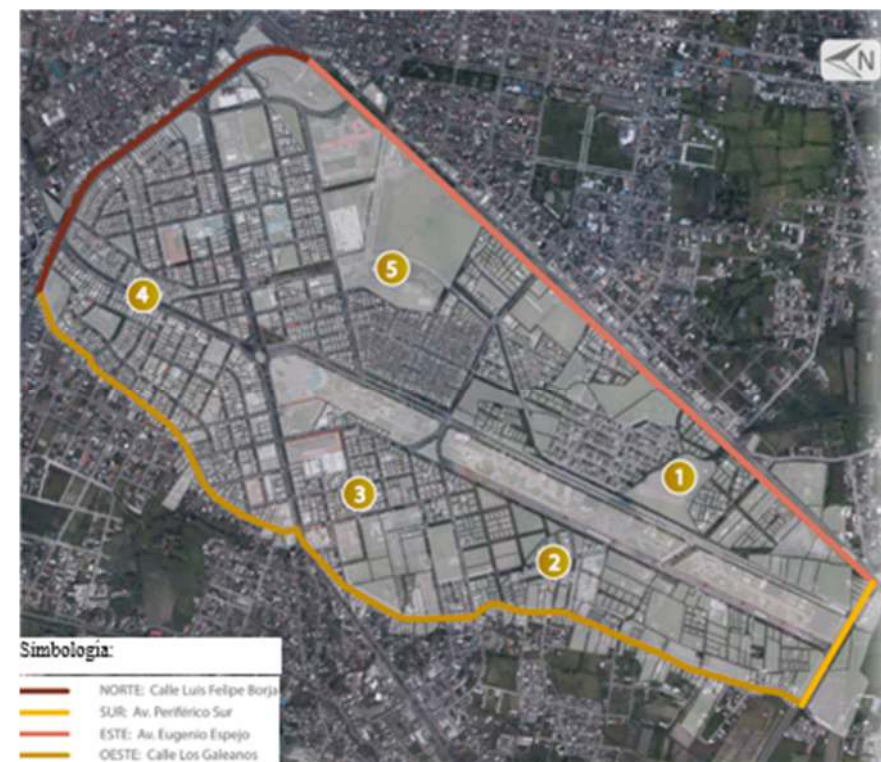 N
5
4
1
3
2
Simbología:
NORTE: Calle Luis Felipe Borja
SUR: Av. Periférico Sur
ESTE: Av. Eugenio Espejo
OESTE: Calle Los Galeanos